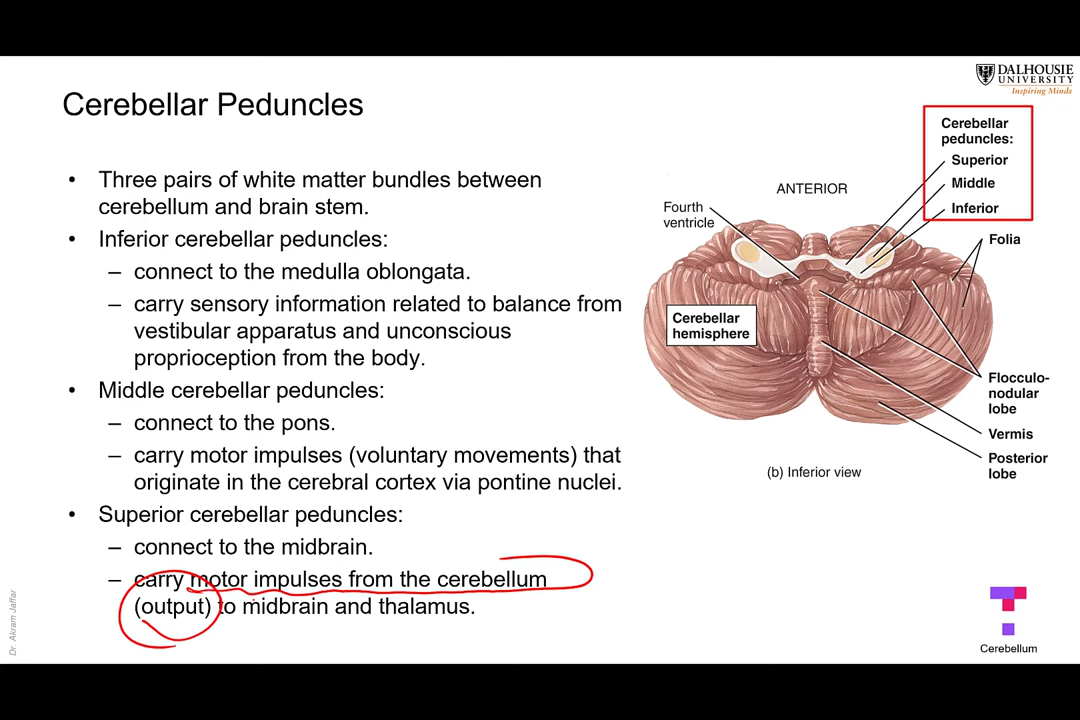 DALHOUSIE
UNIVERSITY
Inspiring Minds
Cerebellar Peduncles
• Three pairs of white matter bundles between
cerebellum and brain stem.
• Inferior cerebellar peduncles:
– connect to the medulla oblongata.
– carry sensory information related to balance from
vestibular apparatus and unconscious
proprioception from the body.
• Middle cerebellar peduncles:
– connect to the pons.
– carry motor impulses (voluntary movements) that
originate in the cerebral cortex via pontine nuclei.
• Superior cerebellar peduncles:
– connect to the midbrain.
– carry motor impulses from the cerebellum
(output) to midbrain and thalamus.
Cerebellar
peduncles:
Superior
Middle
Inferior
ANTERIOR
Fourth
ventricle
Folia
Cerebellar
hemisphere
Flocculo-
nodular
lobe
Vermis
Posterior
lobe
(b) Inferior view
Dr. Akram Jaffar
Cerebellum